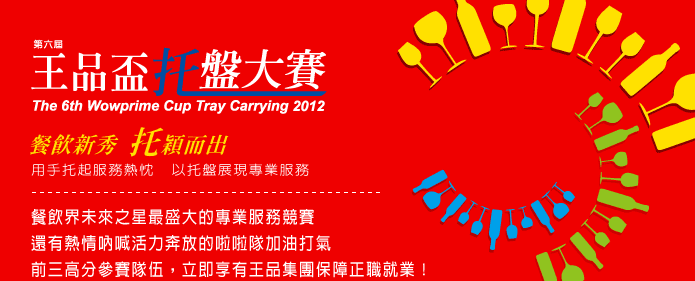 第六屆
王品盃托盤大賽
The 6th Wowprime Cup Tray Carrying 2012
餐飲新秀 托穎而出
用手托起服務熱忱 以托盤展現專業服務
餐飲界未來之星最盛大的專業服務競賽
還有熱情吶喊活力奔放的啦啦隊加油打氣
前三高分參賽隊伍，立即享有王品集團保障正職就業！